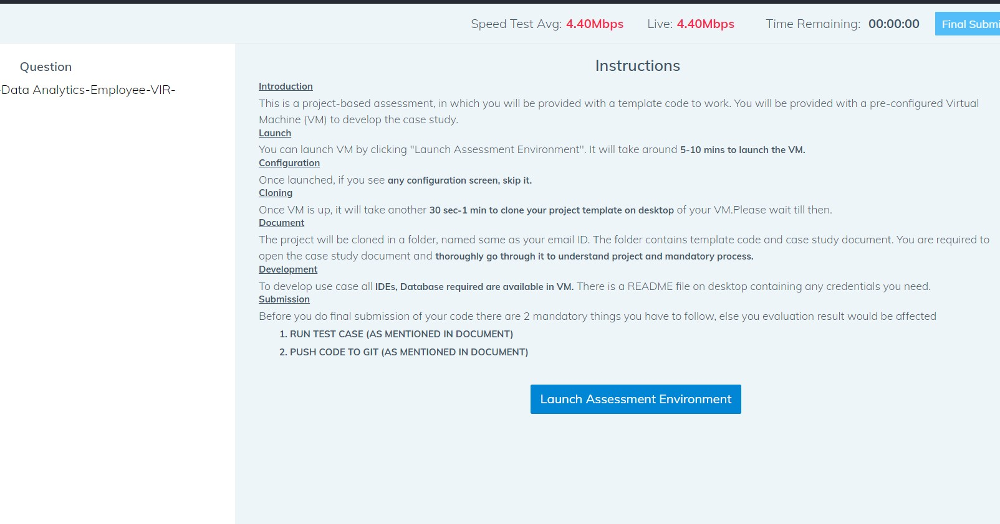 Speed Test Avg: 4.40Mbps Live: 4.40Mbps Time Remaining: 00:00:00 Final Submi
Question
-Data Analytics-Employee-VIR-
Instructions
Introduction
This is a project-based assessment, in which you will be provided with a template code to work. You will be provided with a pre-configured Virtual
Machine (VM) to develop the case study.
Launch
You can launch VM by clicking "Launch Assessment Environment". It will take around 5-10 mins to launch the VM.
Configuration
Once launched, if you see any configuration screen, skip it.
Cloning
Once VM is up, it will take another 30 sec-1 min to clone your project template on desktop of your VM.Please wait till then.
Document
The project will be cloned in a folder, named same as your email ID. The folder contains template code and case study document. You are required to
open the case study document and thoroughly go through it to understand project and mandatory process.
Development
To develop use case all IDEs, Database required are available in VM. There is a README file on desktop containing any credentials you need.
Submission
Before you do final submission of your code there are 2 mandatory things you have to follow, else you evaluation result would be affected
1. RUN TEST CASE (AS MENTIONED IN DOCUMENT)
2. PUSH CODE TO GIT (AS MENTIONED IN DOCUMENT)
Launch Assessment Environment